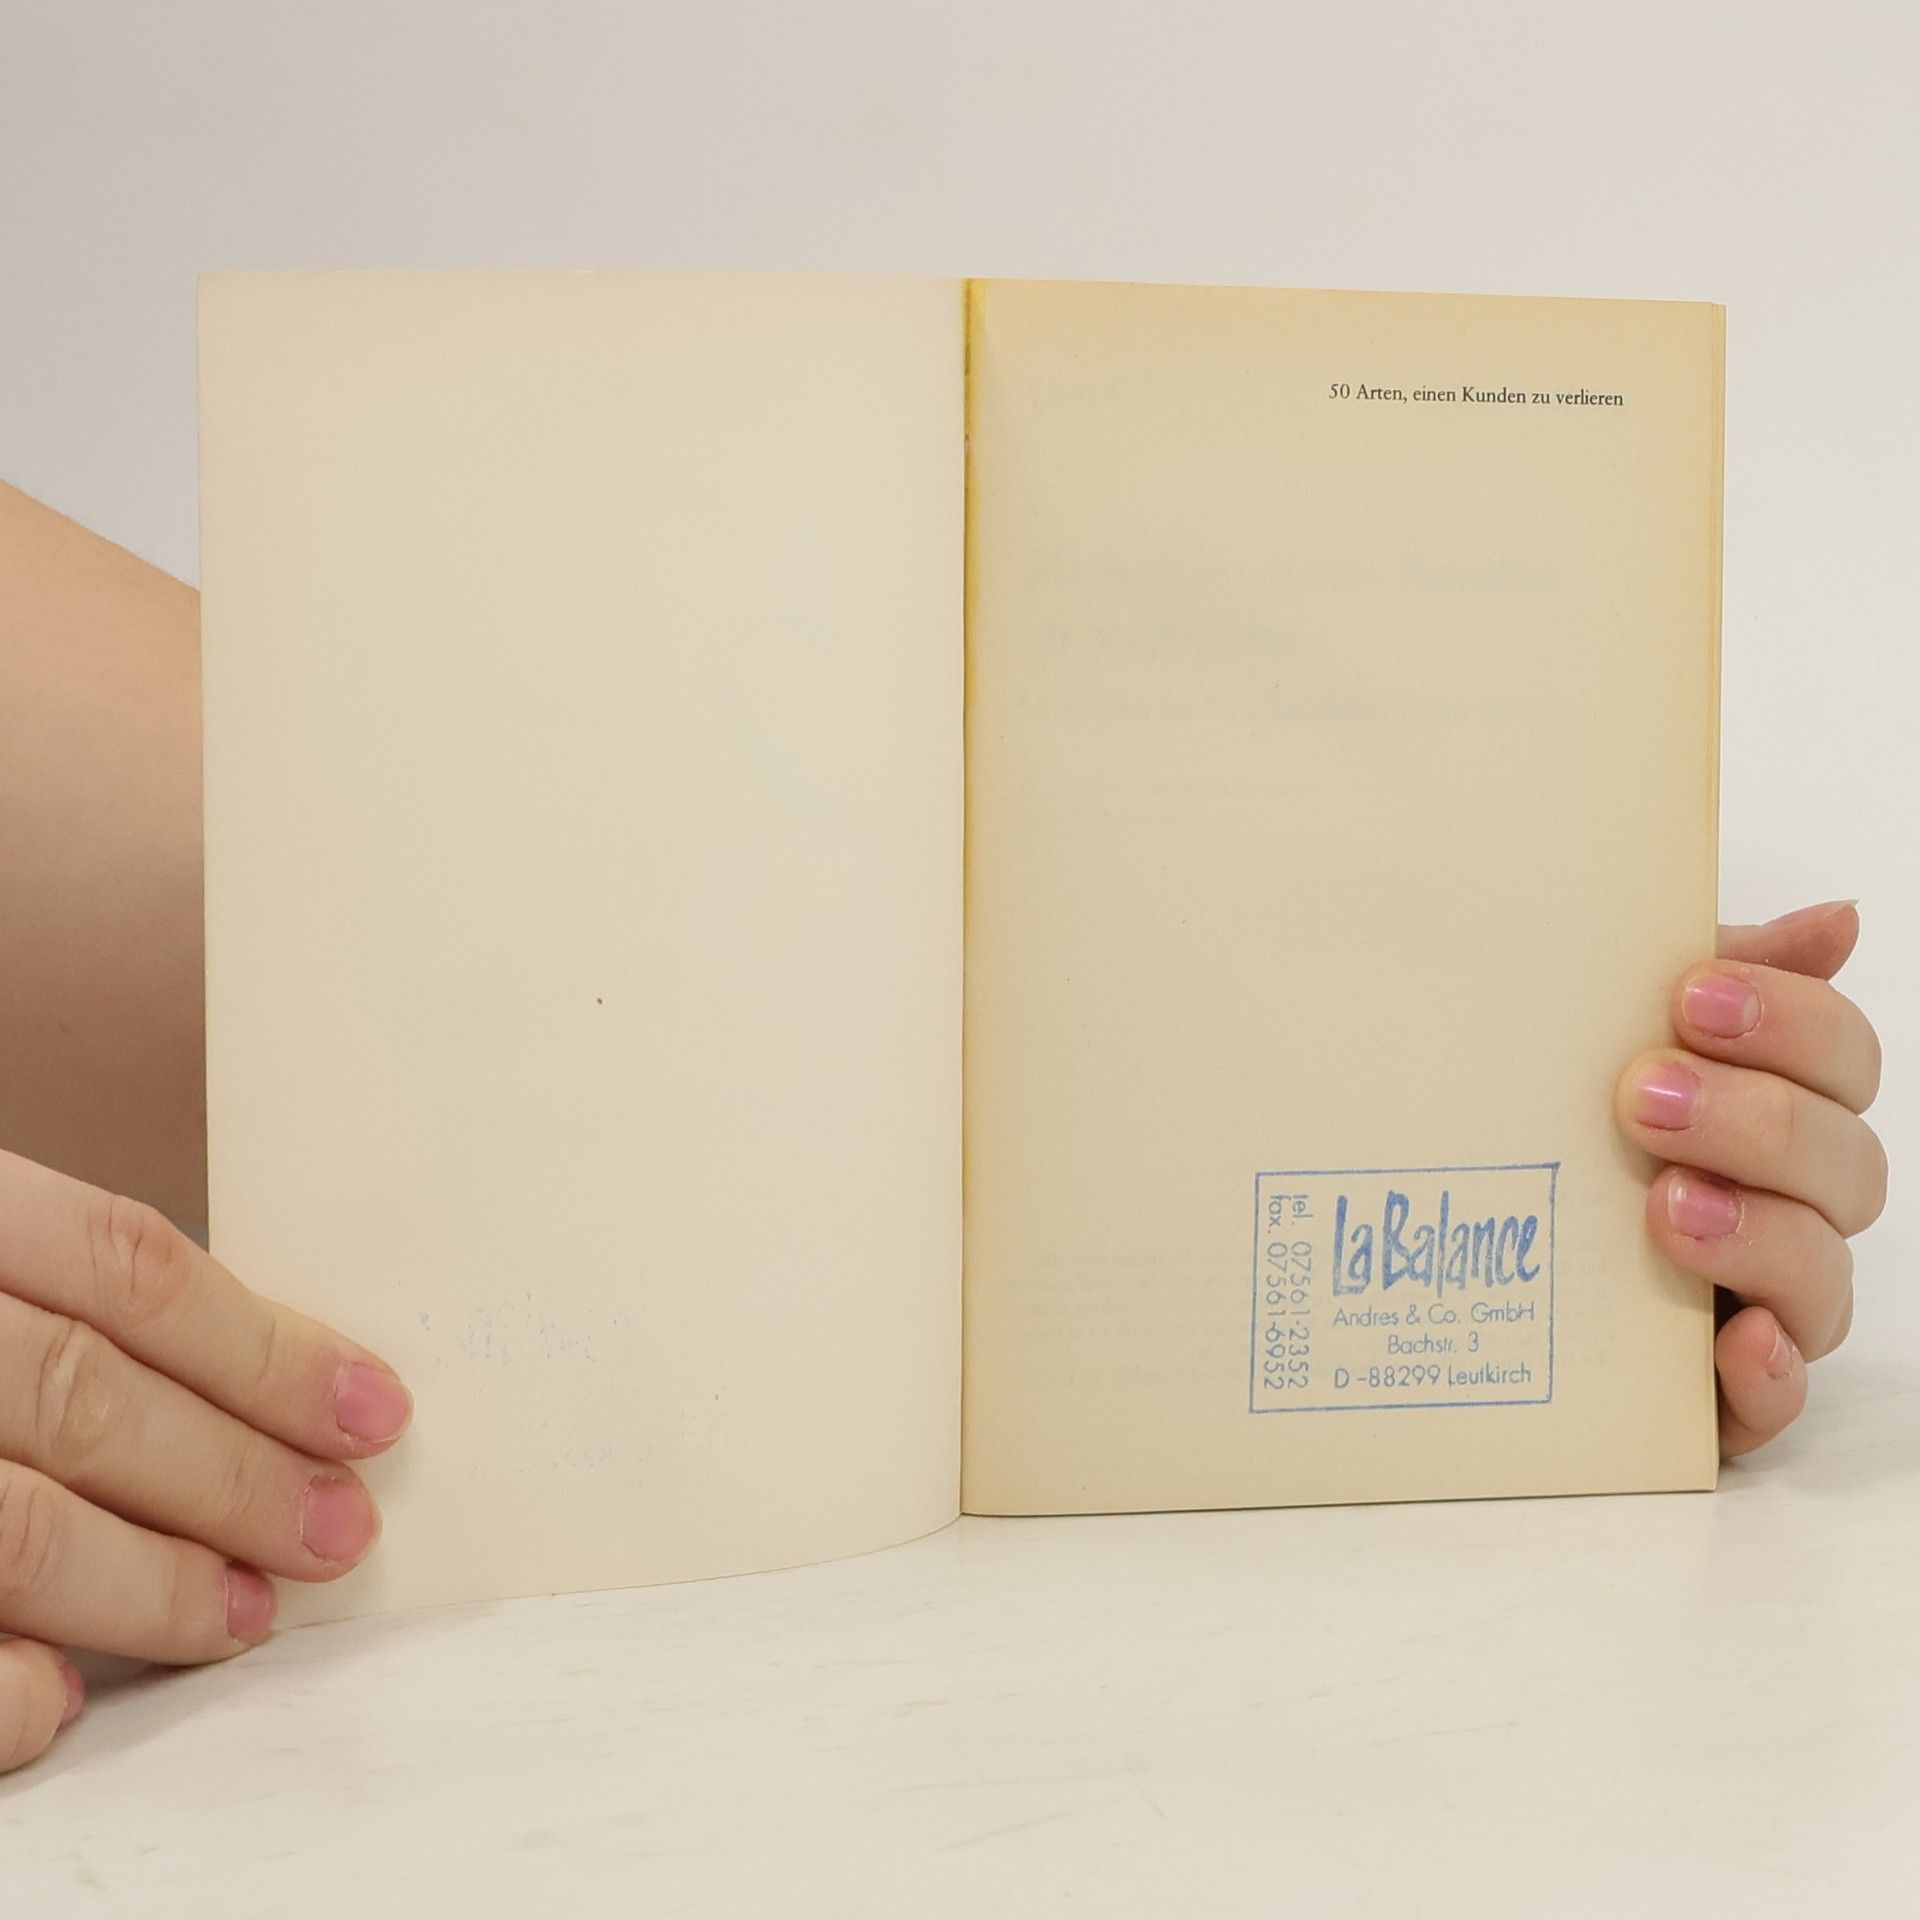 50 Arten, einen Kunden zu verlieren
La Balance
Andres & Co. GmbH
Bachstr. 3
D-88299 Leutkirch
Tel. 07561-2352
Fax. 07561-6952